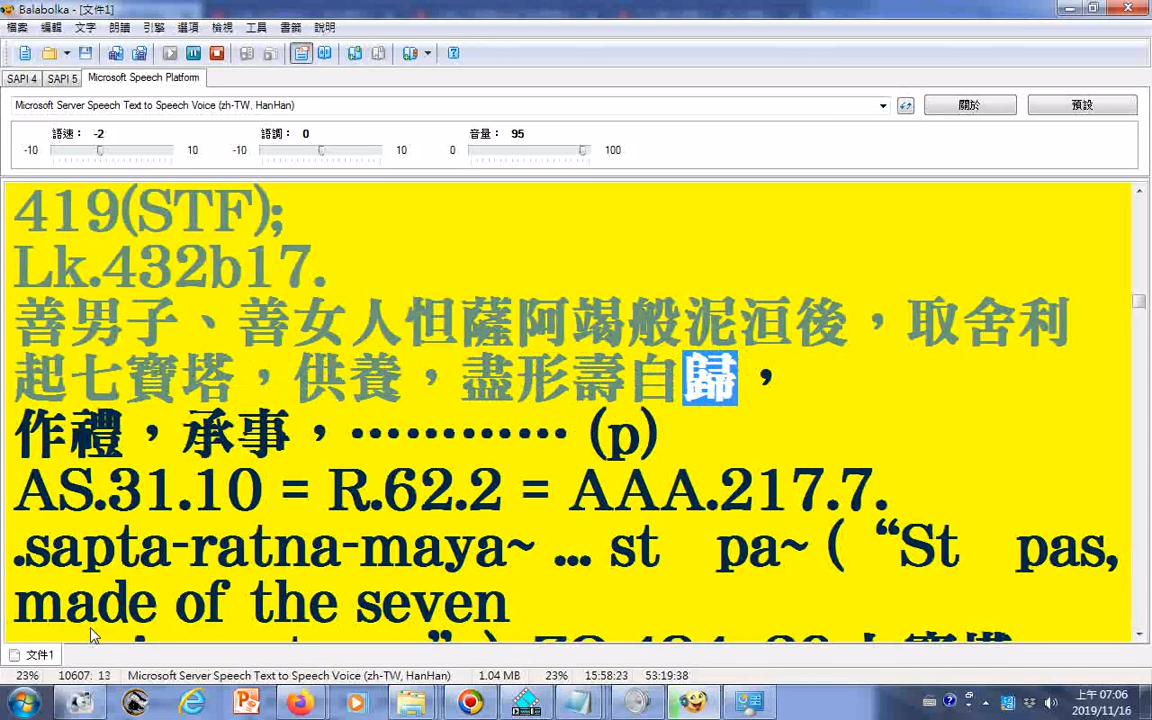 Balabolka - [文件1]
檔案 編輯 文字 朗讀 引擎 選項 檢視 工具 書籤 說明
SAPI 4 SAPI 5 Microsoft Speech Platform
Microsoft Server Speech Text to Speech Voice (zh-TW, HanHan) 關於 預設
語速： -2 語調： 0 音量： 95
-10 10 -10 10 0 100
419(STF);
Lk.432b17.
善男子、善女人怛薩阿竭般泥洹後，取舍利
起七寶塔，供養，盡形壽自歸，
作禮，承事，………… (p)
AS.31.10 = R.62.2 = AAA.217.7.
.sapta-ratna-maya~ ... st pa~ ( “St pas,
made of the seven
文件1
23% 10607: 13 Microsoft Server Speech Text to Speech Voice (zh-TW, HanHan) 1.04 MB 23% 15:58:23 53:19:38
上午 07:06
2019/11/16